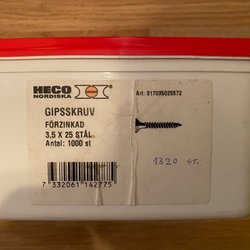 HECO
NORDISKA
Art: 317035025572
GIPSSKRUV
FÖRZINKAD
3,5 X 25 STÅL
Antal: 1000 st
1320 ST.
7 332061 142775